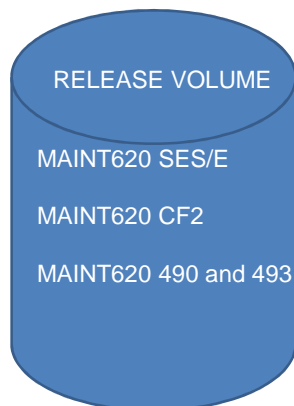 RELEASE VOLUME
MAINT620 SES/E
MAINT620 CF2
MAINT620 490 and 493